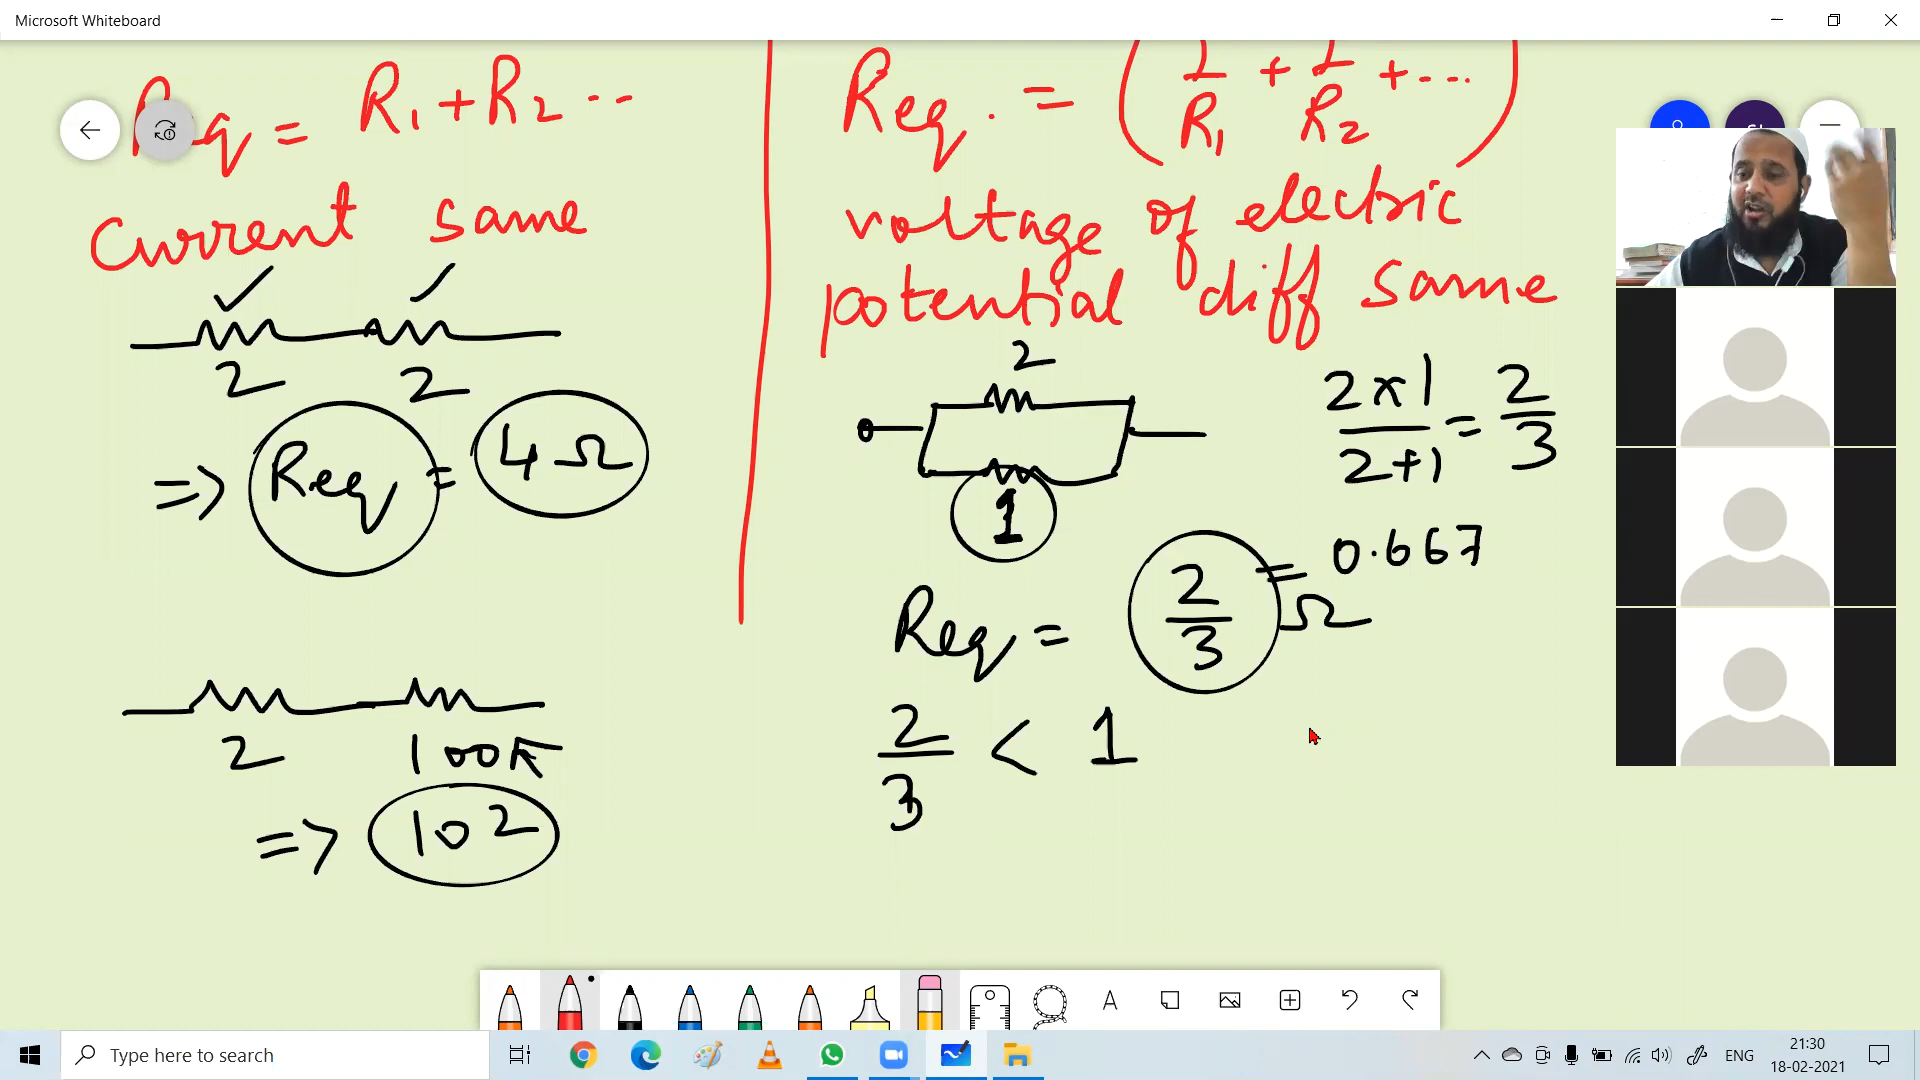 Microsoft Whiteboard
Req = R1 + R2 ..
Current same
2 2
=> Req = 4 Ω
2 100
=> 102
Req. = ( 1/R1 + 1/R2 + ... )
voltage of electric
potential diff same
2
1
2 x 1 / 2 + 1 = 2/3
Req = 2/3 Ω = 0.667
2/3 < 1
Type here to search
ENG
21:30
18-02-2021